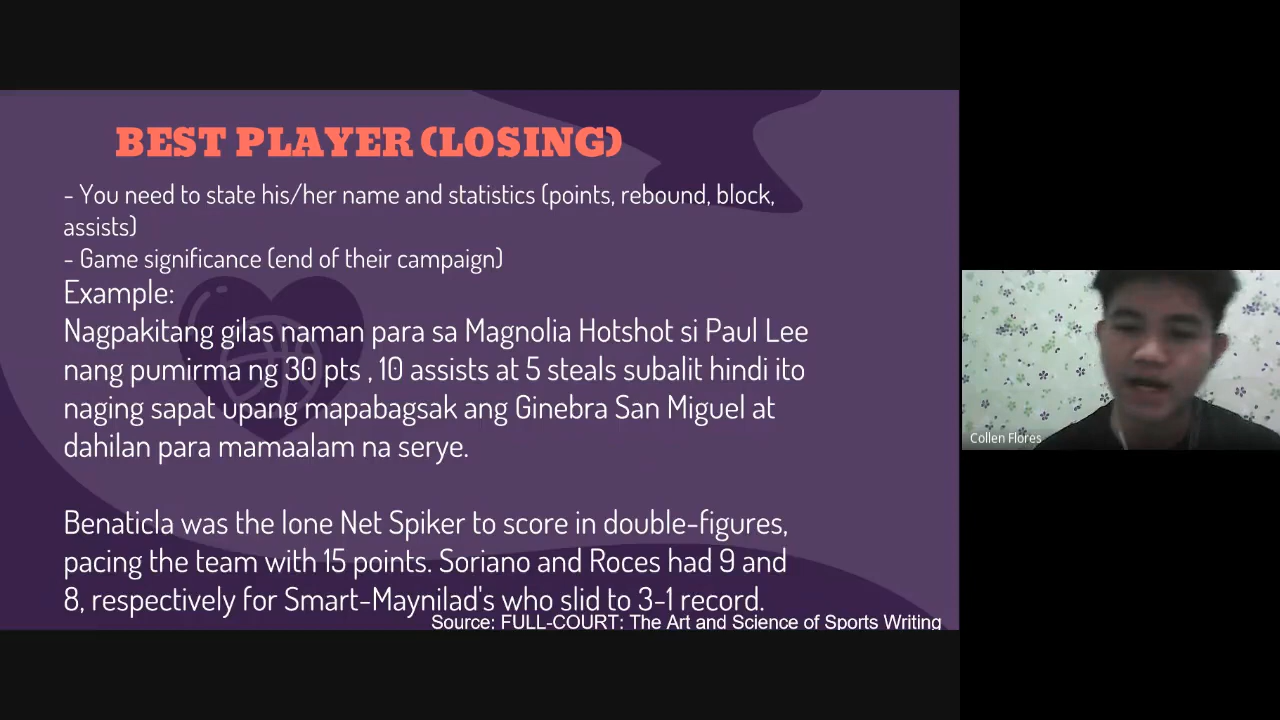 BEST PLAYER (LOSING)
- You need to state his/her name and statistics (points, rebound, block,
assists)
- Game significance (end of their campaign)
Example:
Nagpakitang gilas naman para sa Magnolia Hotshot si Paul Lee
nang pumirma ng 30 pts , 10 assists at 5 steals subalit hindi ito
naging sapat upang mapabagsak ang Ginebra San Miguel at
dahilan para mamaalam na serye.
Benaticla was the lone Net Spiker to score in double-figures,
pacing the team with 15 points. Soriano and Roces had 9 and
8, respectively for Smart-Maynilad's who slid to 3-1 record.
Source: FULL-COURT: The Art and Science of Sports Writing
Collen Flores